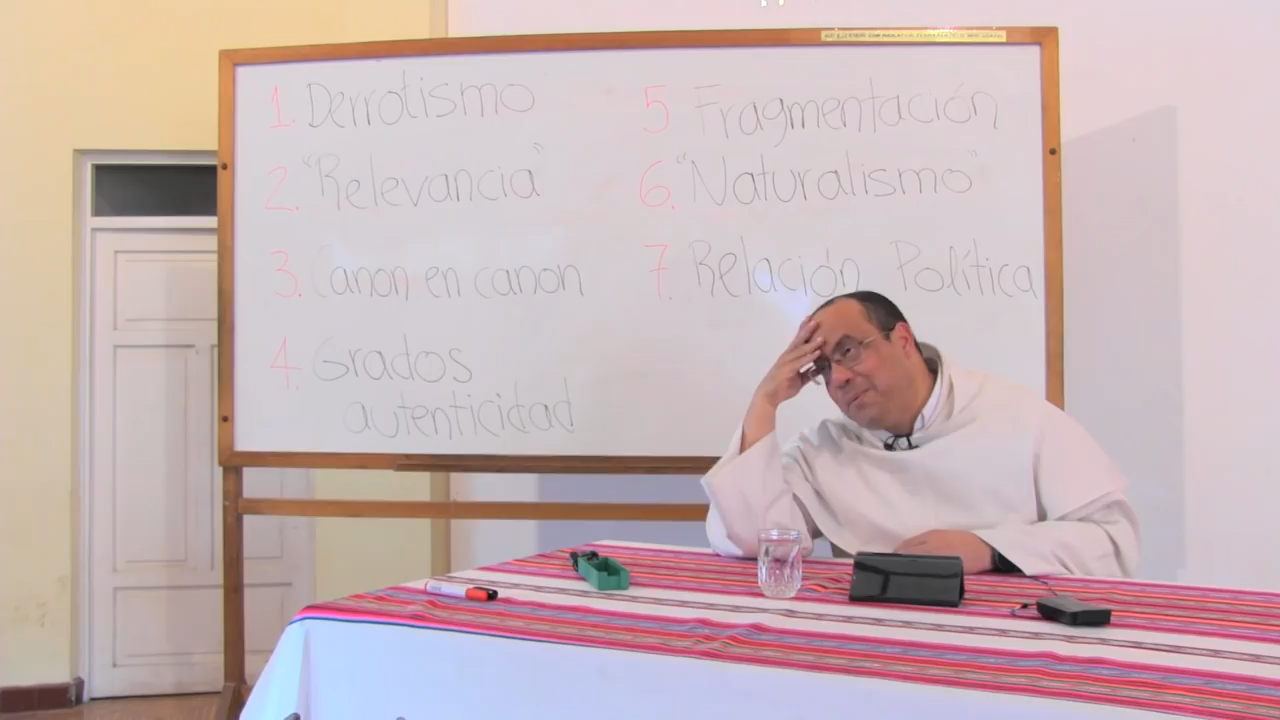 1. Derrotismo
2. "Relevancia"
3. Canon en canon
4. Grados
autenticidad
5 Fragmentación
6. "Naturalismo"
7. Relación Política